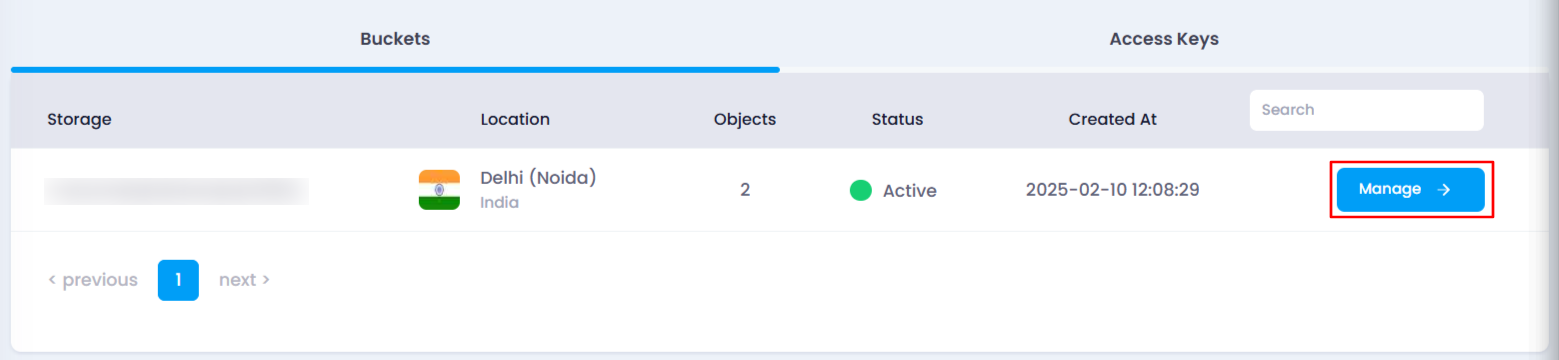 Buckets Access Keys
Storage Location Objects Status Created At Search
Delhi (Noida) 2 Active 2025-02-10 12:08:29 Manage →
India
< previous 1 next >